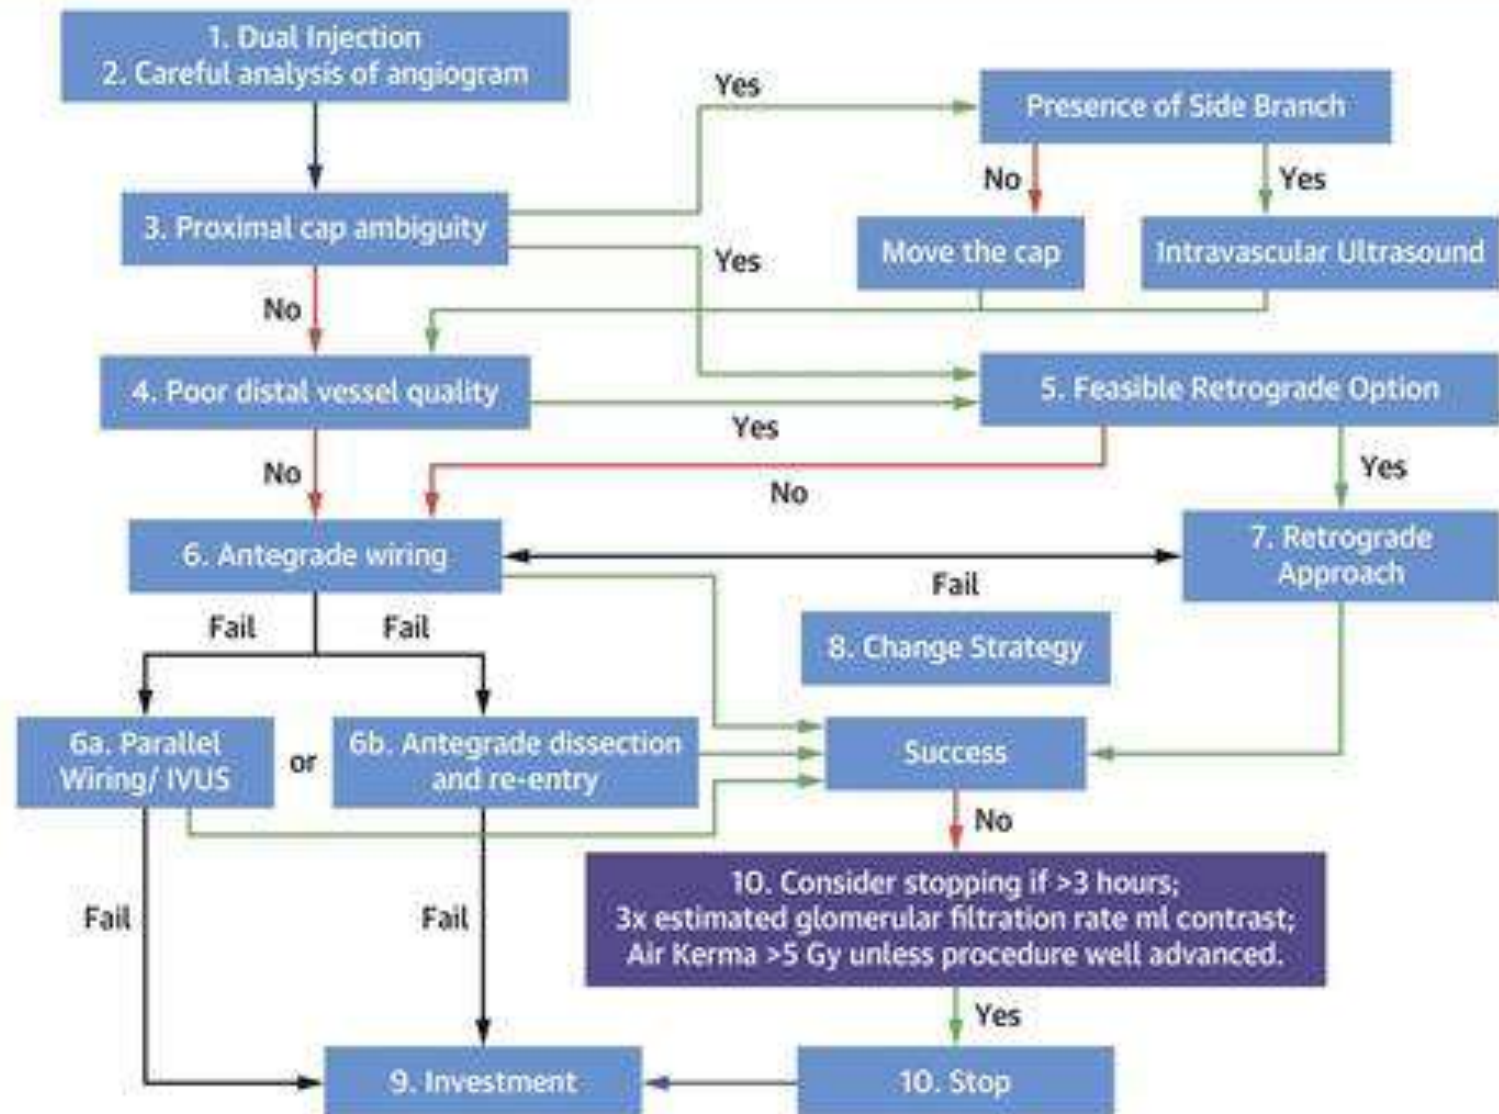 1. Dual Injection
2. Careful analysis of angiogram
Yes
Presence of Side Branch
No
Yes
3. Proximal cap ambiguity
Move the cap
Intravascular Ultrasound
Yes
No
4. Poor distal vessel quality
5. Feasible Retrograde Option
Yes
No
No
Yes
6. Antegrade wiring
7. Retrograde
Approach
Fail
Fail
Fail
8. Change Strategy
6a. Parallel
Wiring/ IVUS
or
6b. Antegrade dissection
and re-entry
Success
No
10. Consider stopping if >3 hours;
3x estimated glomerular filtration rate ml contrast;
Air Kerma >5 Gy unless procedure well advanced.
Fail
Fail
Yes
9. Investment
10. Stop